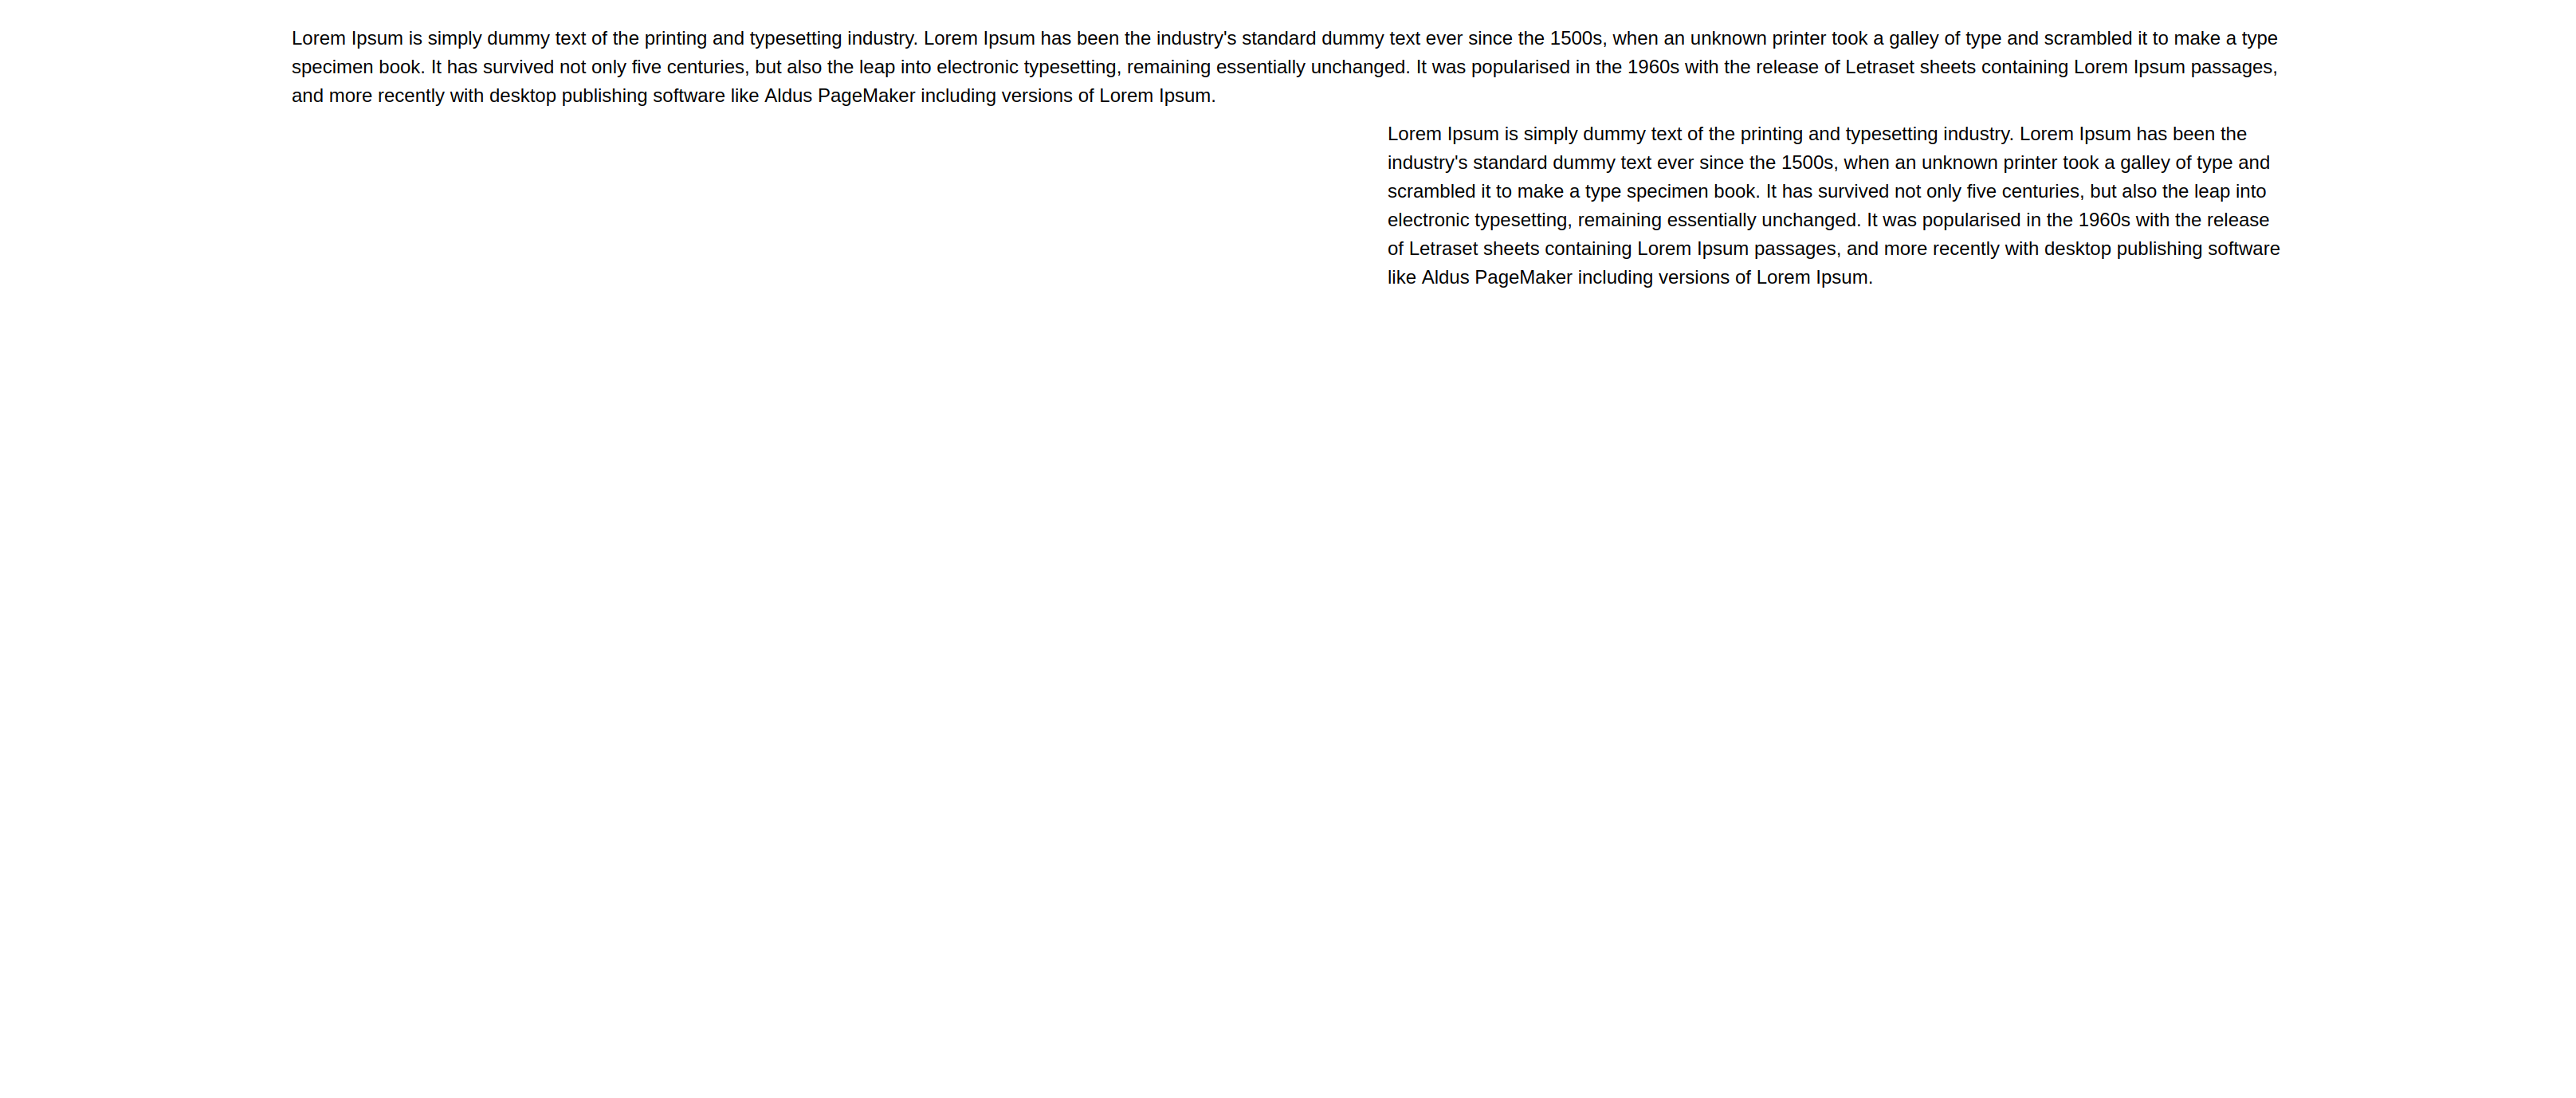 Lorem Ipsum is simply dummy text of the printing and typesetting industry. Lorem Ipsum has been the industry's standard dummy text ever since the 1500s, when an unknown printer took a galley of type and scrambled it to make a type
specimen book. It has survived not only five centuries, but also the leap into electronic typesetting, remaining essentially unchanged. It was popularised in the 1960s with the release of Letraset sheets containing Lorem Ipsum passages,
and more recently with desktop publishing software like Aldus PageMaker including versions of Lorem Ipsum.
Lorem Ipsum is simply dummy text of the printing and typesetting industry. Lorem Ipsum has been the
industry's standard dummy text ever since the 1500s, when an unknown printer took a galley of type and
scrambled it to make a type specimen book. It has survived not only five centuries, but also the leap into
electronic typesetting, remaining essentially unchanged. It was popularised in the 1960s with the release
of Letraset sheets containing Lorem Ipsum passages, and more recently with desktop publishing software
like Aldus PageMaker including versions of Lorem Ipsum.